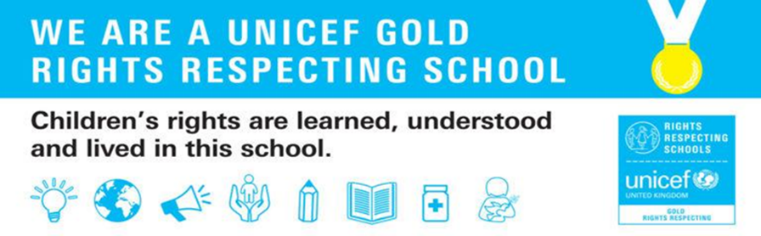 WE ARE A UNICEF GOLD
RIGHTS RESPECTING SCHOOL
Children's rights are learned, understood
and lived in this school.
RIGHTS
RESPECTING
SCHOOLS
unicef
UNITED KINGDOM
GOLD
RIGHTS RESPECTING